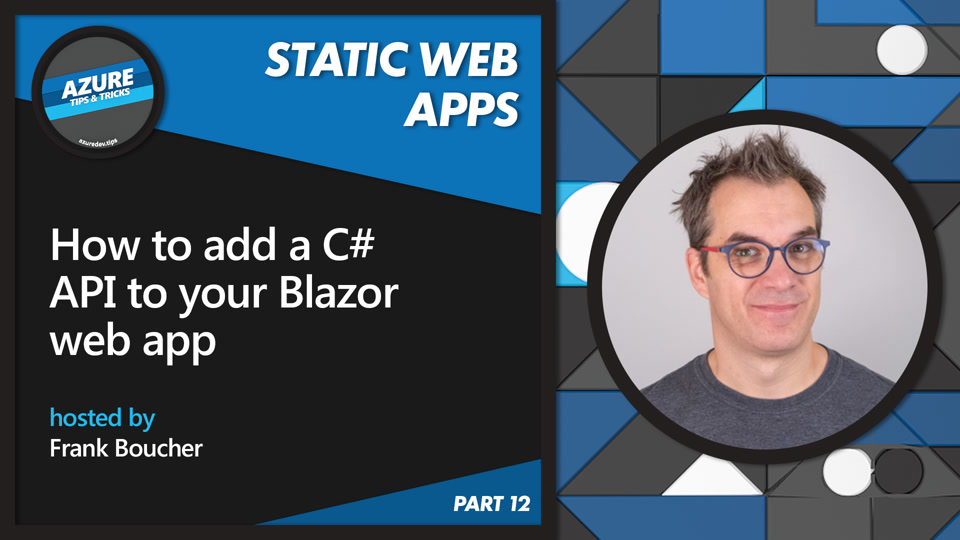 AZURE
TIPS & TRICKS
azuredev.tips
STATIC WEB
APPS
How to add a C#
API to your Blazor
web app
hosted by
Frank Boucher
PART 12